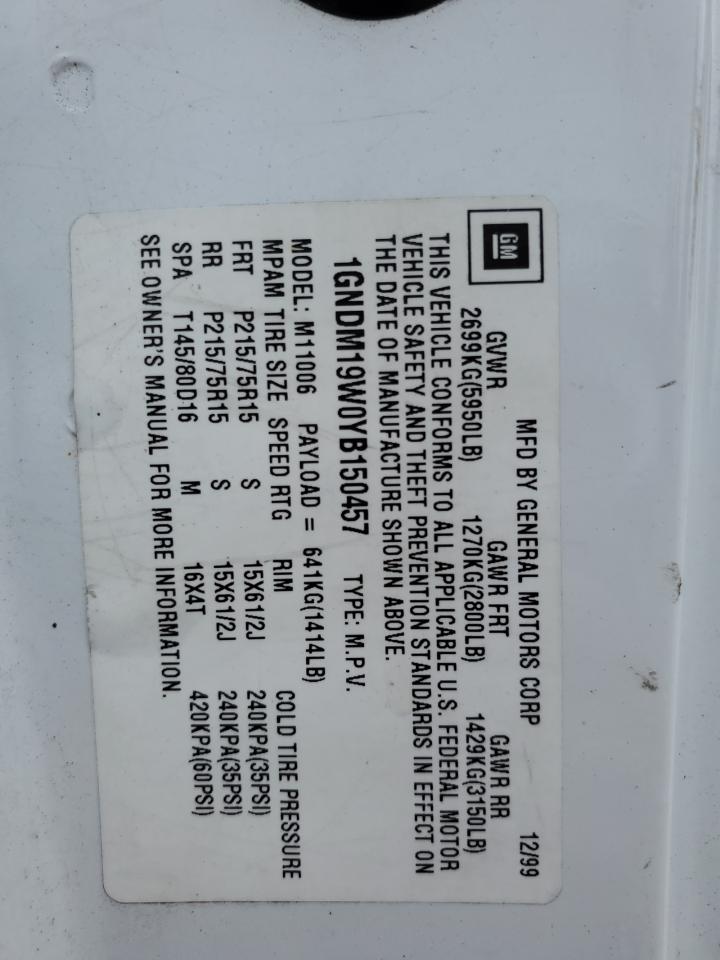 GM
MFD BY GENERAL MOTORS CORP 12/99
GVWR GAWR FRT GAWR RR
2699KG(5950LB) 1270KG(2800LB) 1429KG(3150LB)
THIS VEHICLE CONFORMS TO ALL APPLICABLE U.S. FEDERAL MOTOR
VEHICLE SAFETY AND THEFT PREVENTION STANDARDS IN EFFECT ON
THE DATE OF MANUFACTURE SHOWN ABOVE.
1GNDM19W0YB150457 TYPE: M.P.V.
MODEL: M11006 PAYLOAD = 641KG(1414LB)
MPAM TIRE SIZE SPEED RTG RIM COLD TIRE PRESSURE
FRT P215/75R15 S 15X61/2J 240KPA(35PSI)
RR P215/75R15 S 15X61/2J 240KPA(35PSI)
SPA T145/80D16 M 16X4T 420KPA(60PSI)
SEE OWNER'S MANUAL FOR MORE INFORMATION.